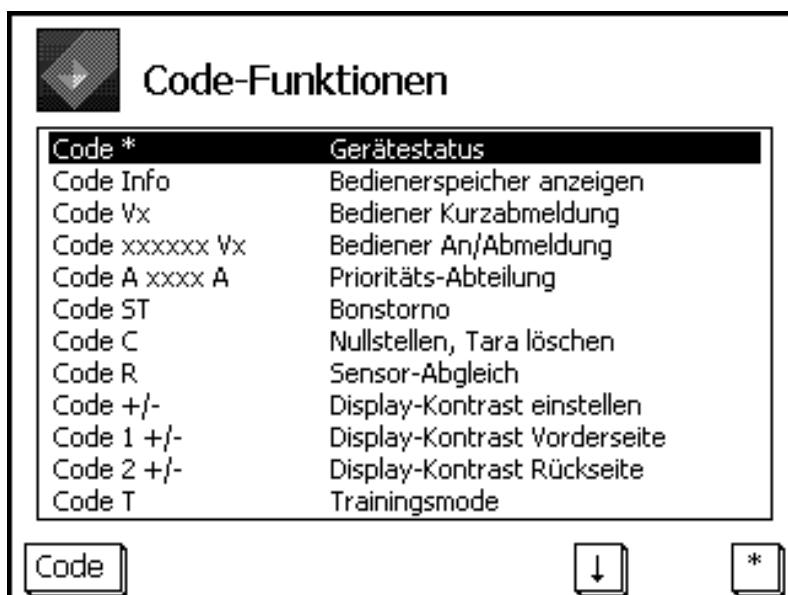 Code-Funktionen
Code * Gerätestatus
Code Info Bedienerspeicher anzeigen
Code Vx Bediener Kurzabmeldung
Code xxxxxx Vx Bediener An/Abmeldung
Code A xxxx A Prioritäts-Abteilung
Code ST Bonstorno
Code C Nullstellen, Tara löschen
Code R Sensor-Abgleich
Code +/- Display-Kontrast einstellen
Code 1 +/- Display-Kontrast Vorderseite
Code 2 +/- Display-Kontrast Rückseite
Code T Trainingsmode
Code ↓ *